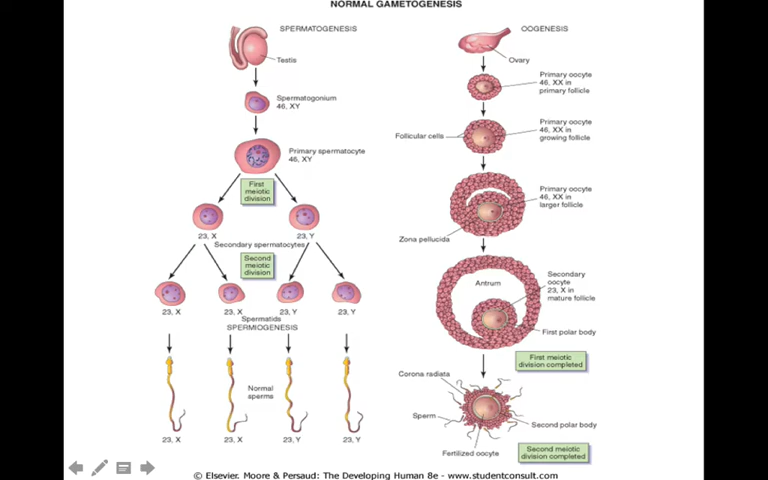 NORMAL GAMETOGENESIS
SPERMATOGENESIS
Testis
Spermatogonium
46, XY
Primary spermatocyte
46, XY
First
meiotic
division
23, X
23, Y
Secondary spermatocytes
Second
meiotic
division
23, X
23, X
23, Y
23, Y
Spermatids
SPERMIOGENESIS
Normal
sperms
23, X
23, X
23, Y
23, Y
OOGENESIS
Ovary
Primary oocyte
46, XX in
primary follicle
Follicular cells
Primary oocyte
46, XX in
growing follicle
Primary oocyte
46, XX in
larger follicle
Zona pellucida
Antrum
Secondary
oocyte
23, X in
mature follicle
First polar body
First meiotic
division completed
Corona radiata
Sperm
Second polar body
Fertilized oocyte
Second meiotic
division completed
© Elsevier. Moore & Persaud: The Developing Human 8e - www.studentconsult.com